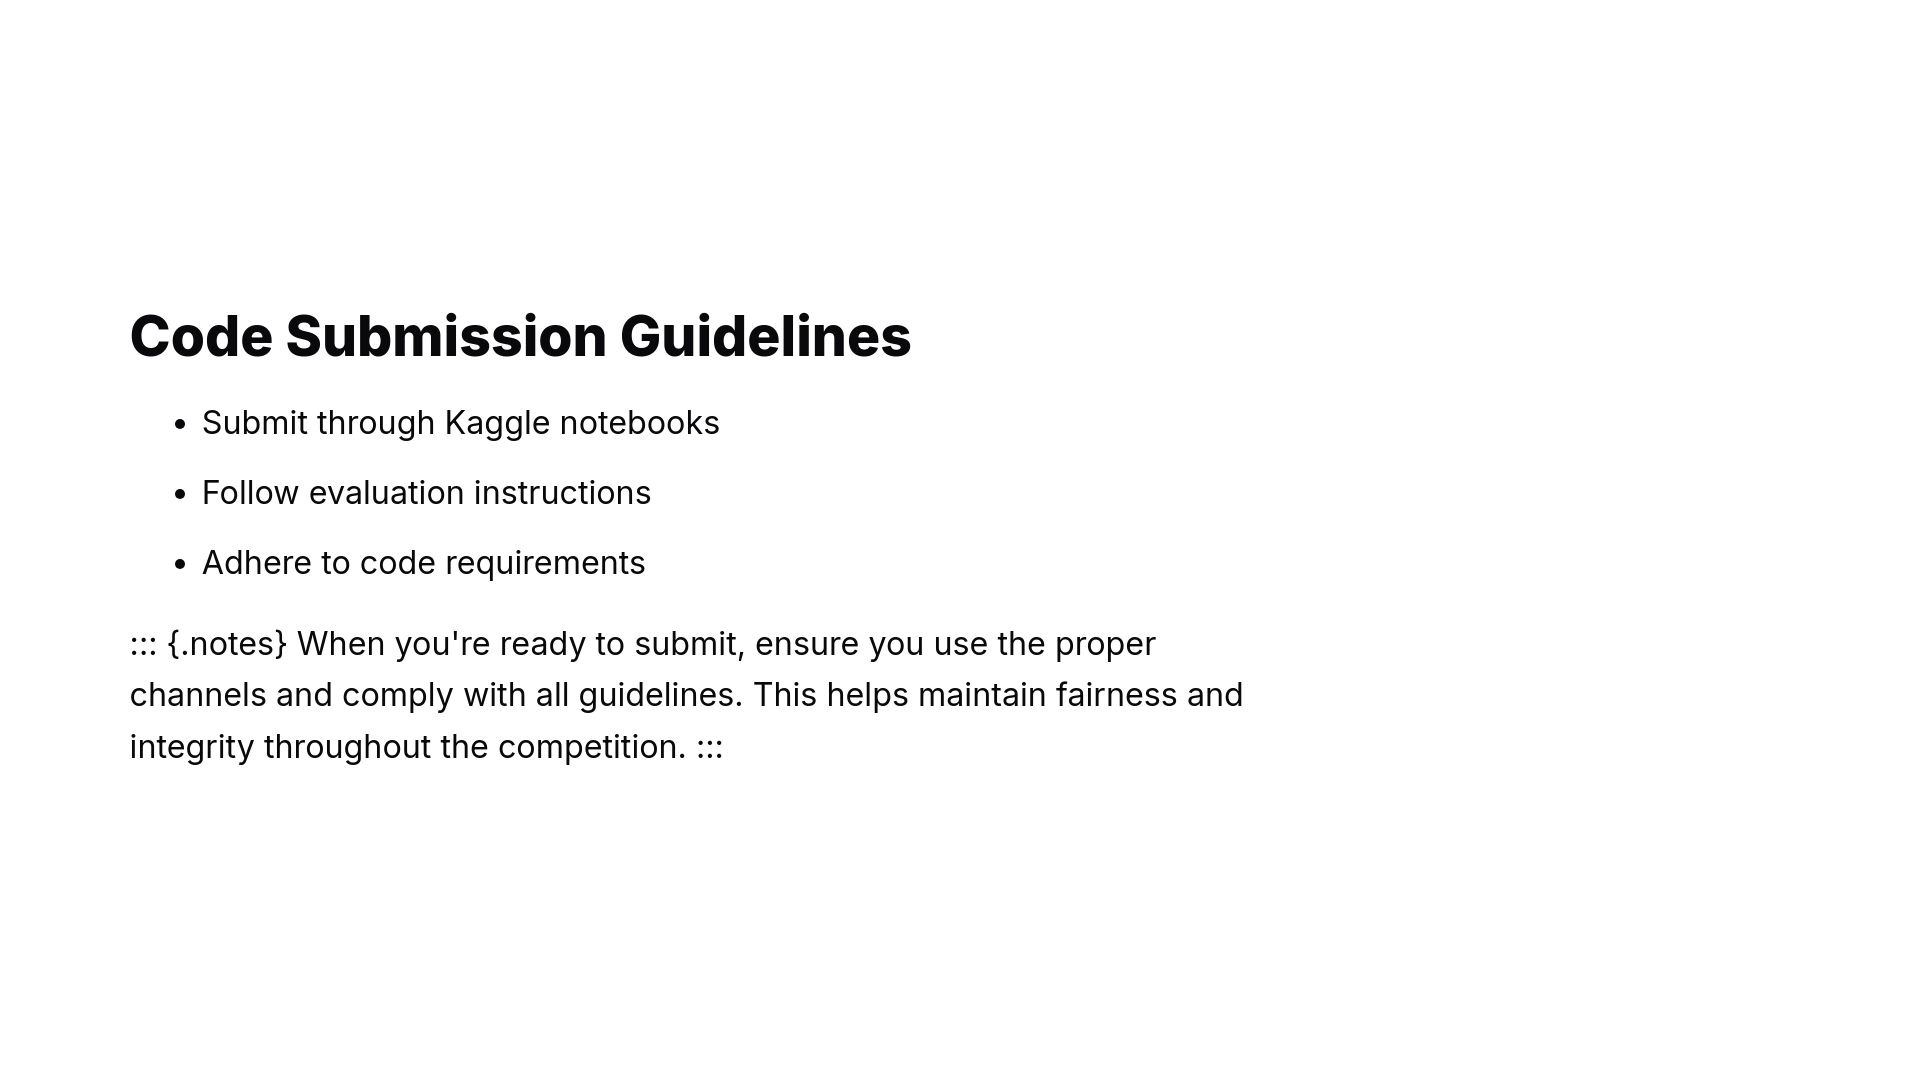 Code Submission Guidelines
• Submit through Kaggle notebooks
• Follow evaluation instructions
• Adhere to code requirements
::: {.notes} When you're ready to submit, ensure you use the proper
channels and comply with all guidelines. This helps maintain fairness and
integrity throughout the competition. :::